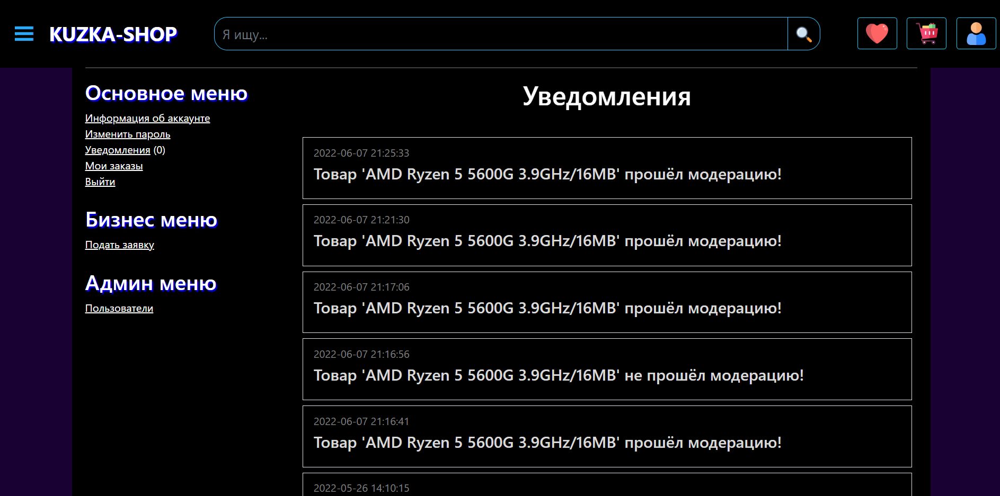 KUZKA-SHOP
Я ищу...
Основное меню
Информация об аккаунте
Изменить пароль
Уведомления (0)
Мои заказы
Выйти
Бизнес меню
Подать заявку
Админ меню
Пользователи
Уведомления
2022-06-07 21:25:33
Товар 'AMD Ryzen 5 5600G 3.9GHz/16MB' прошёл модерацию!
2022-06-07 21:21:30
Товар 'AMD Ryzen 5 5600G 3.9GHz/16MB' прошёл модерацию!
2022-06-07 21:17:06
Товар 'AMD Ryzen 5 5600G 3.9GHz/16MB' прошёл модерацию!
2022-06-07 21:16:56
Товар 'AMD Ryzen 5 5600G 3.9GHz/16MB' не прошёл модерацию!
2022-06-07 21:16:41
Товар 'AMD Ryzen 5 5600G 3.9GHz/16MB' прошёл модерацию!
2022-05-26 14:10:15